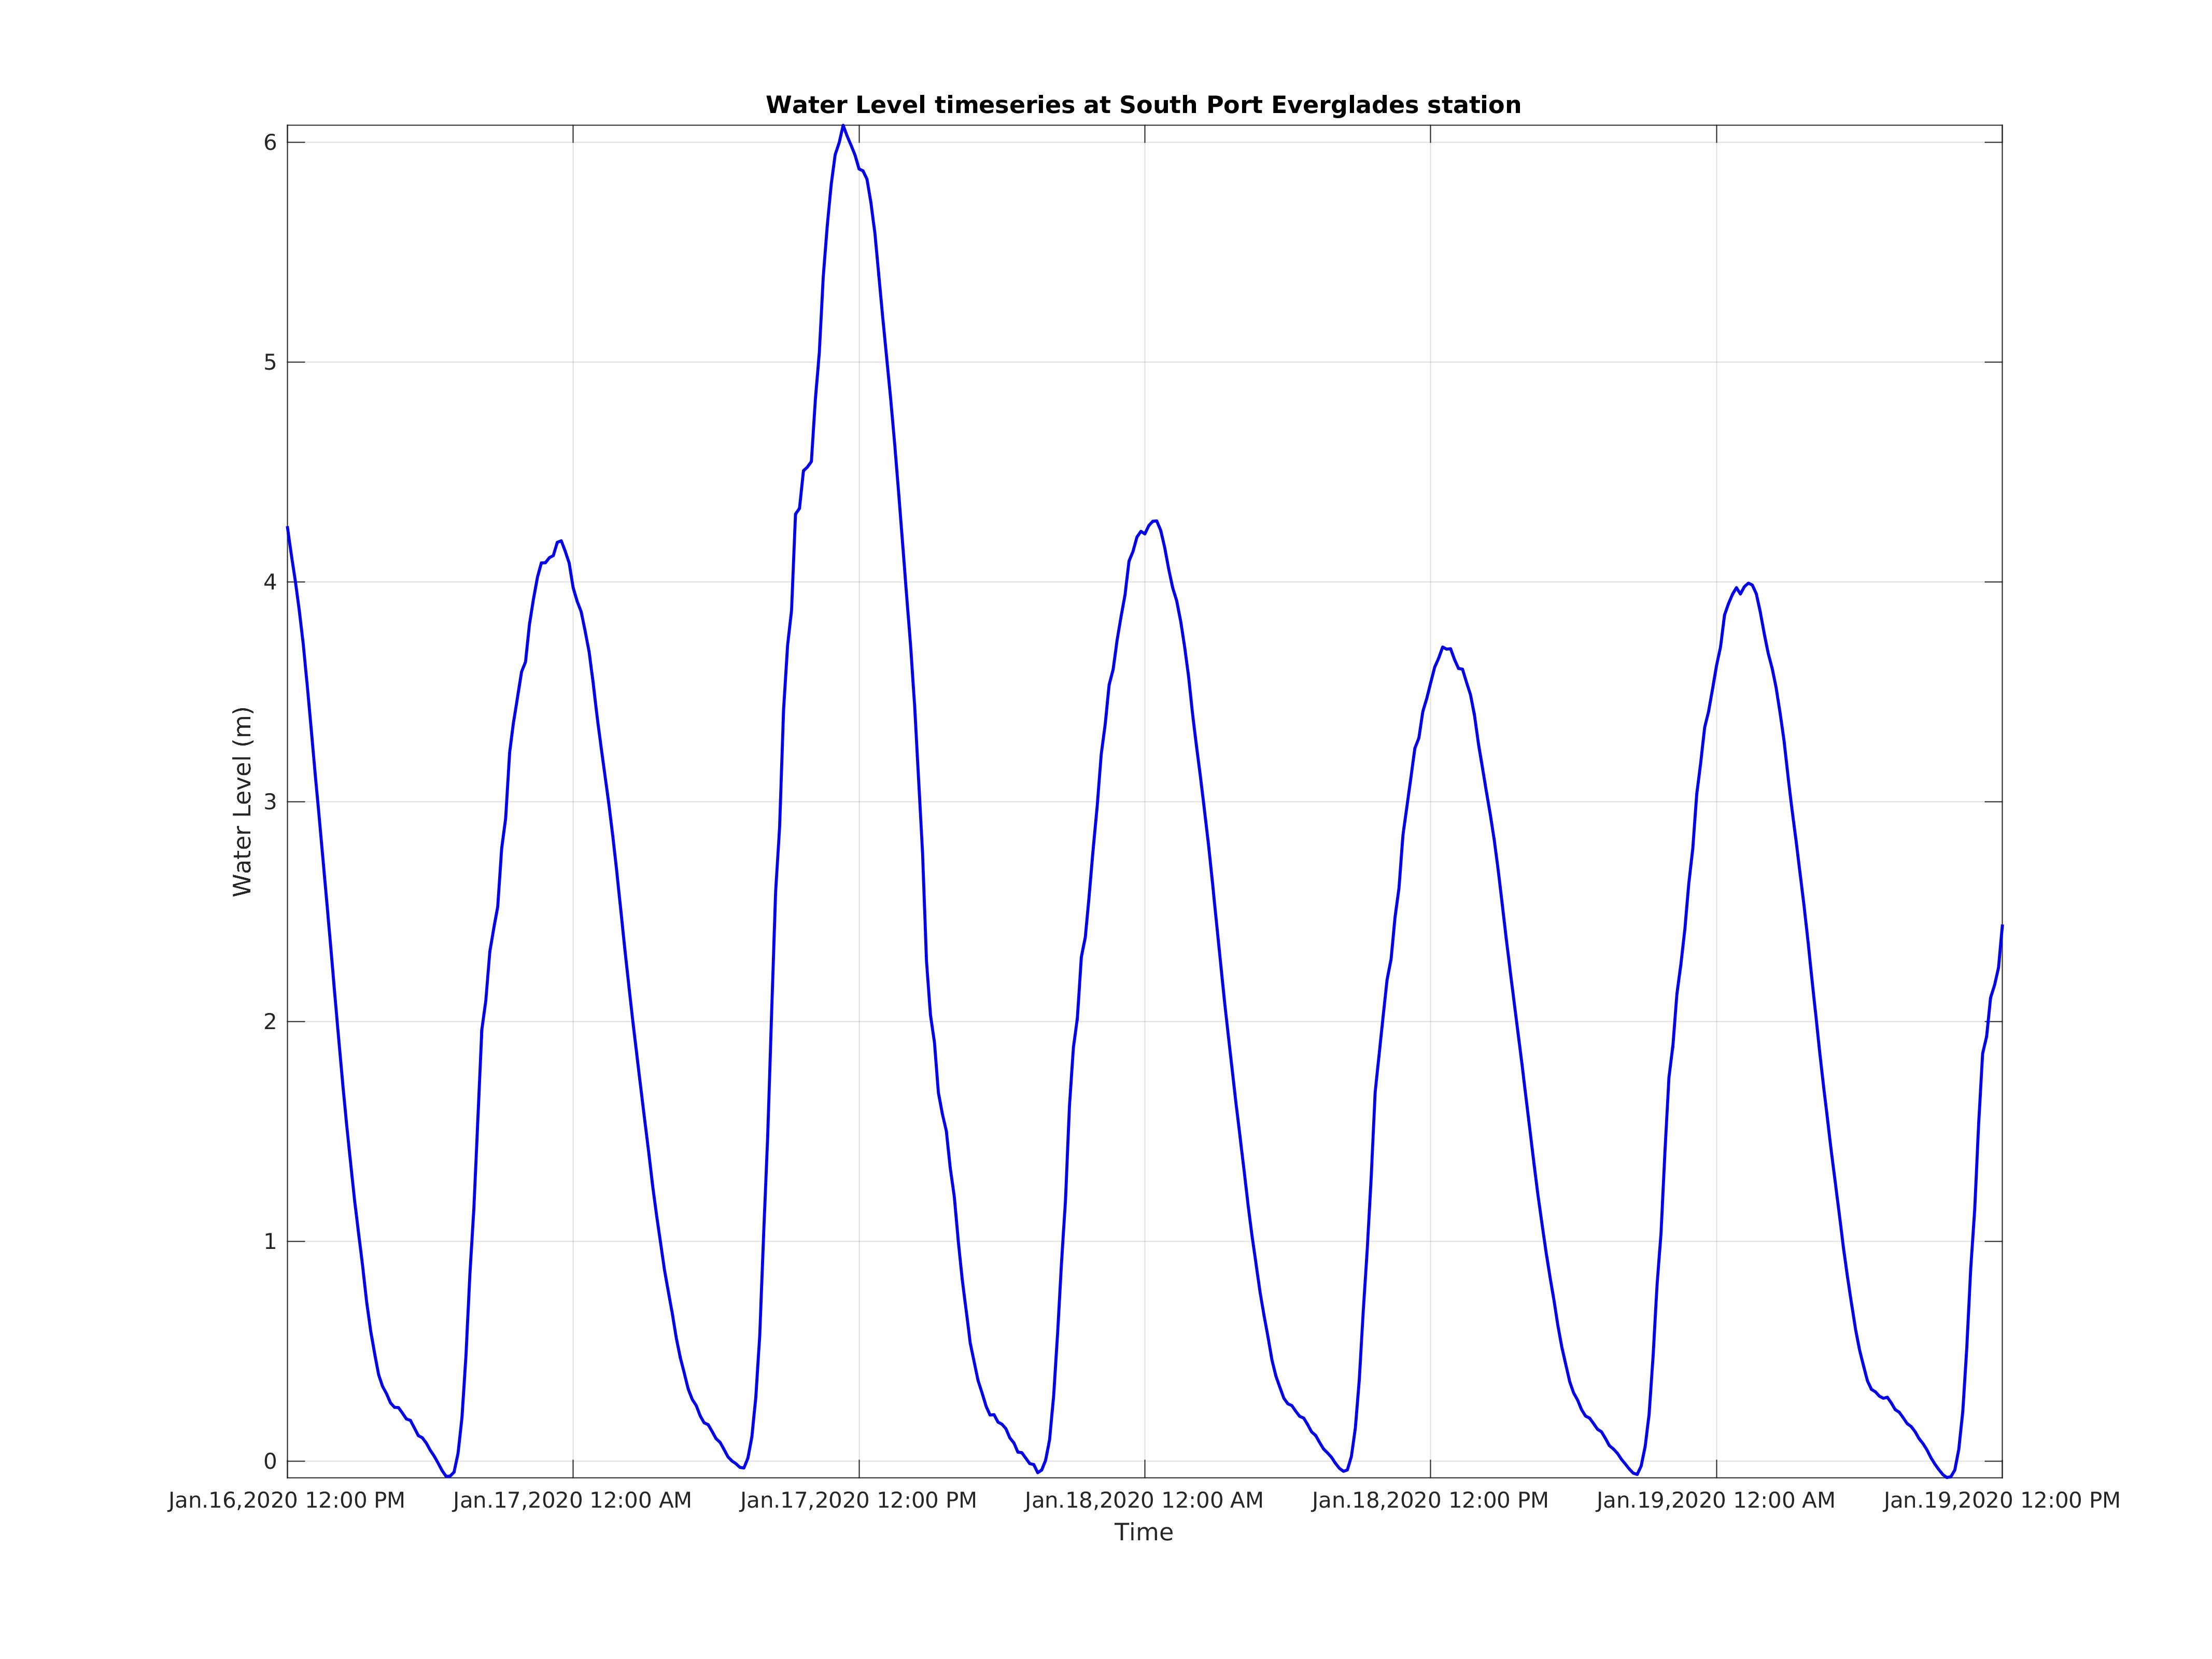 Water Level timeseries at South Port Everglades station
6
5
4
3
2
1
0
Water Level (m)
Jan.16,2020 12:00 PM Jan.17,2020 12:00 AM Jan.17,2020 12:00 PM Jan.18,2020 12:00 AM Jan.18,2020 12:00 PM Jan.19,2020 12:00 AM Jan.19,2020 12:00 PM
Time